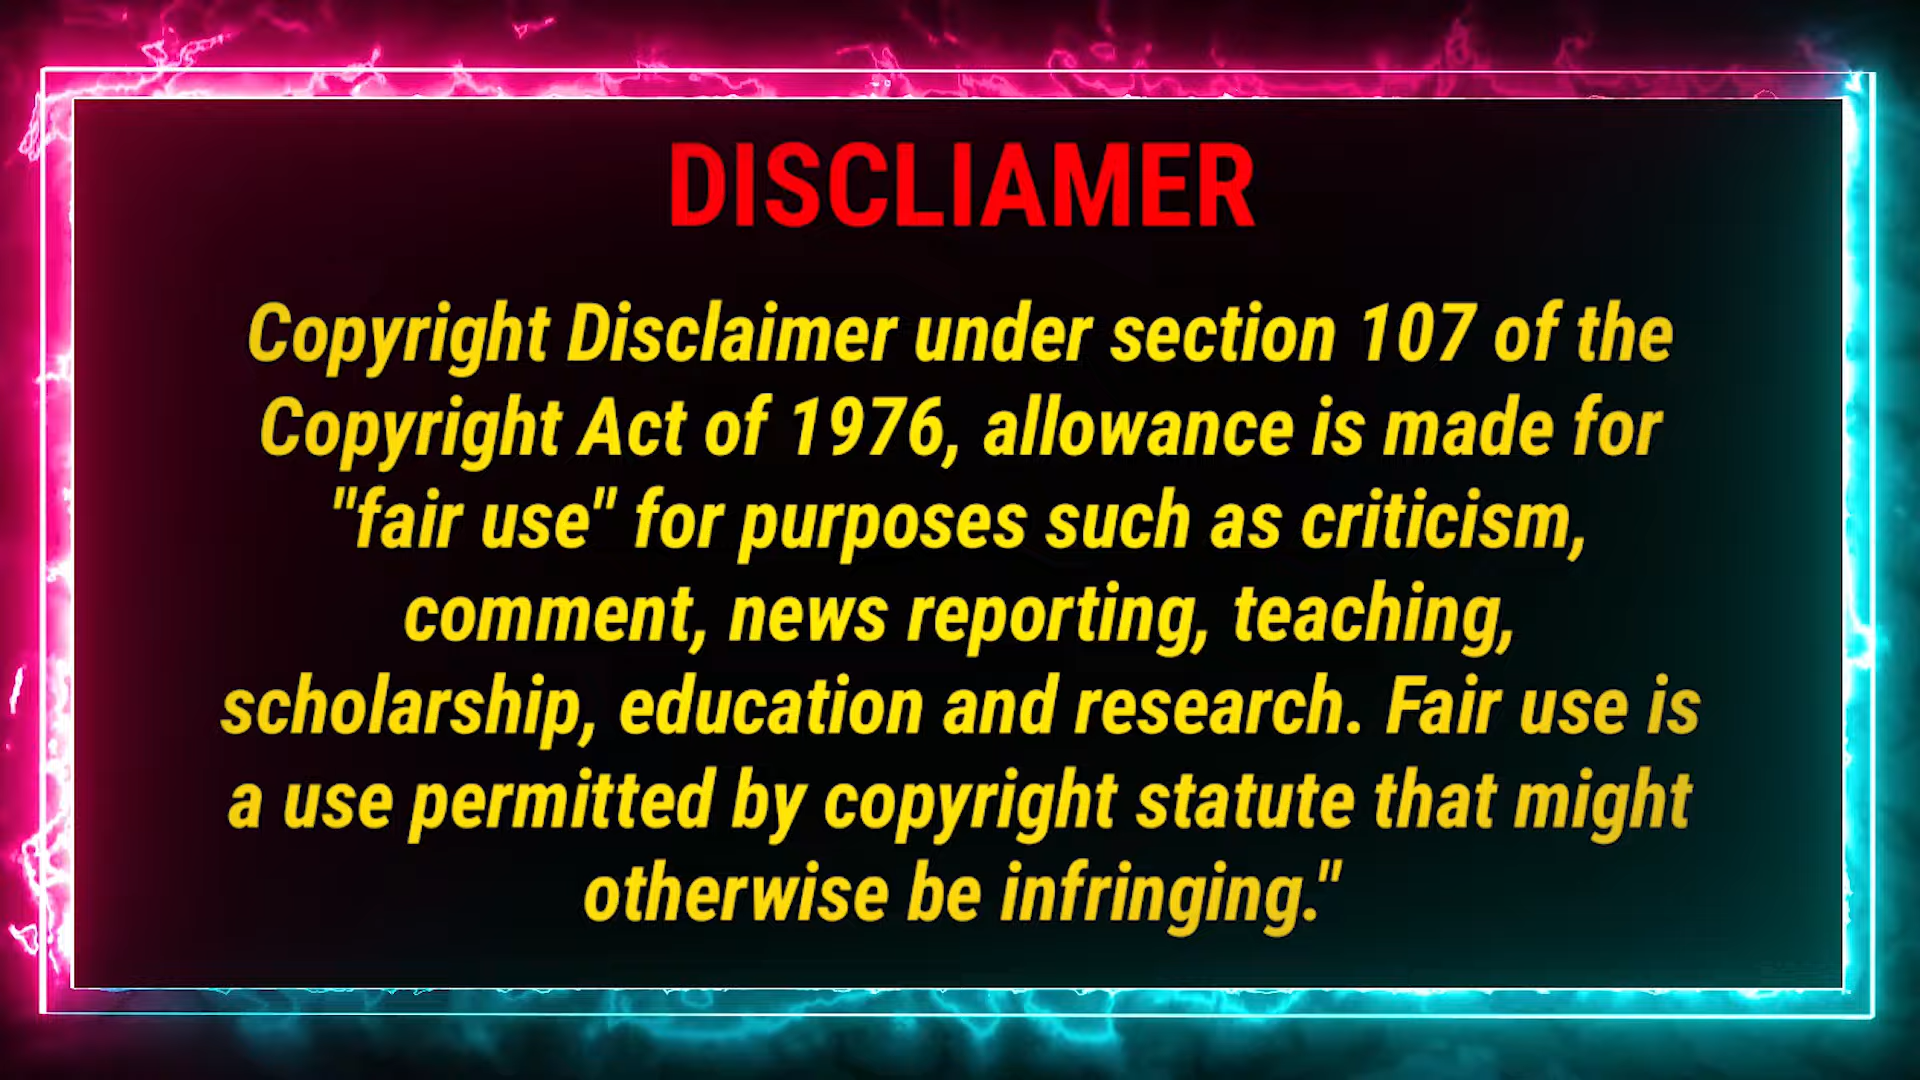 DISCLIAMER
Copyright Disclaimer under section 107 of the
Copyright Act of 1976, allowance is made for
"fair use" for purposes such as criticism,
comment, news reporting, teaching,
scholarship, education and research. Fair use is
a use permitted by copyright statute that might
otherwise be infringing."